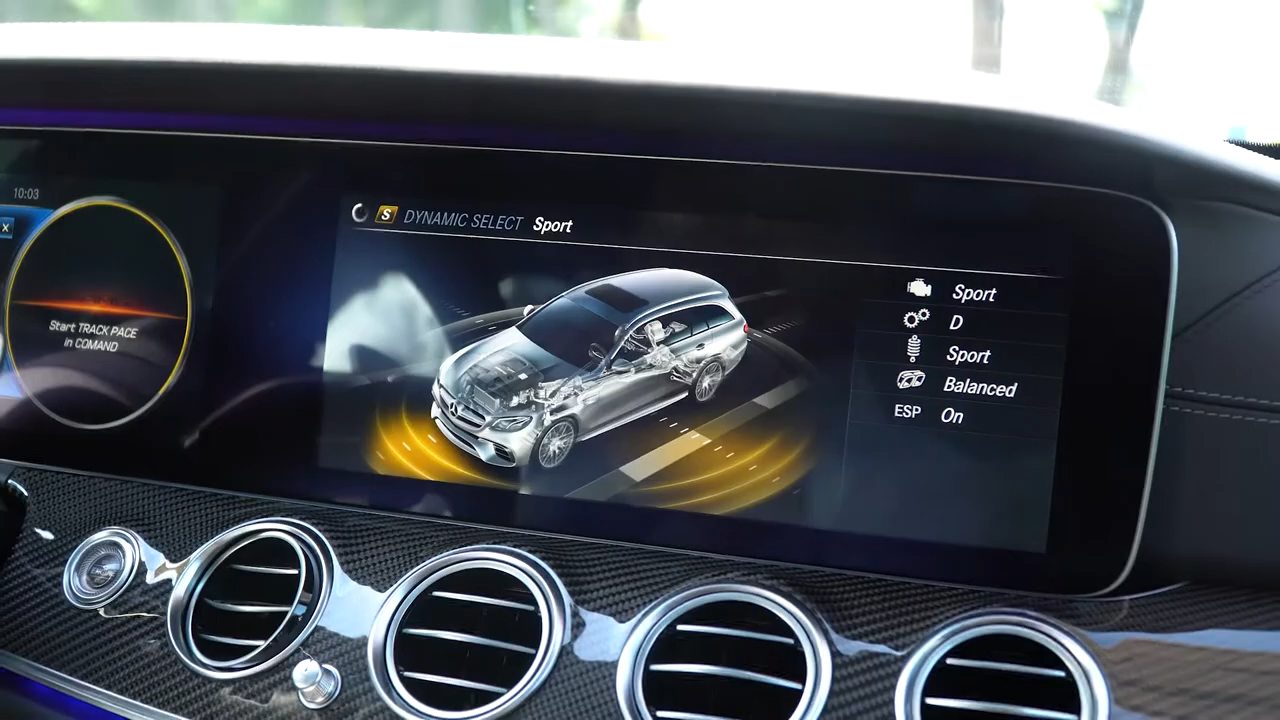 10:03
x
Start TRACK PACE
in COMAND
S DYNAMIC SELECT Sport
Sport
D
Sport
Balanced
ESP On